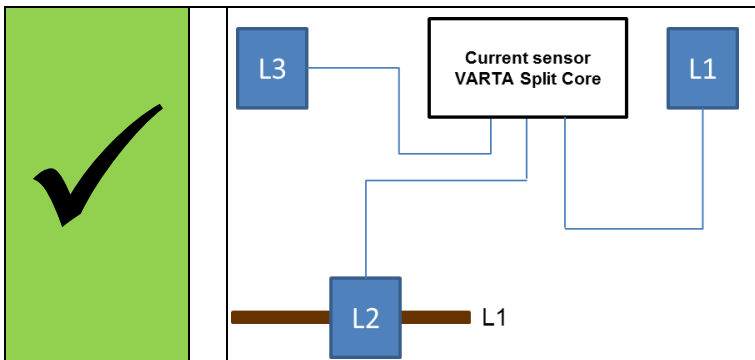 L3
Current sensor
VARTA Split Core
L1
L2
L1